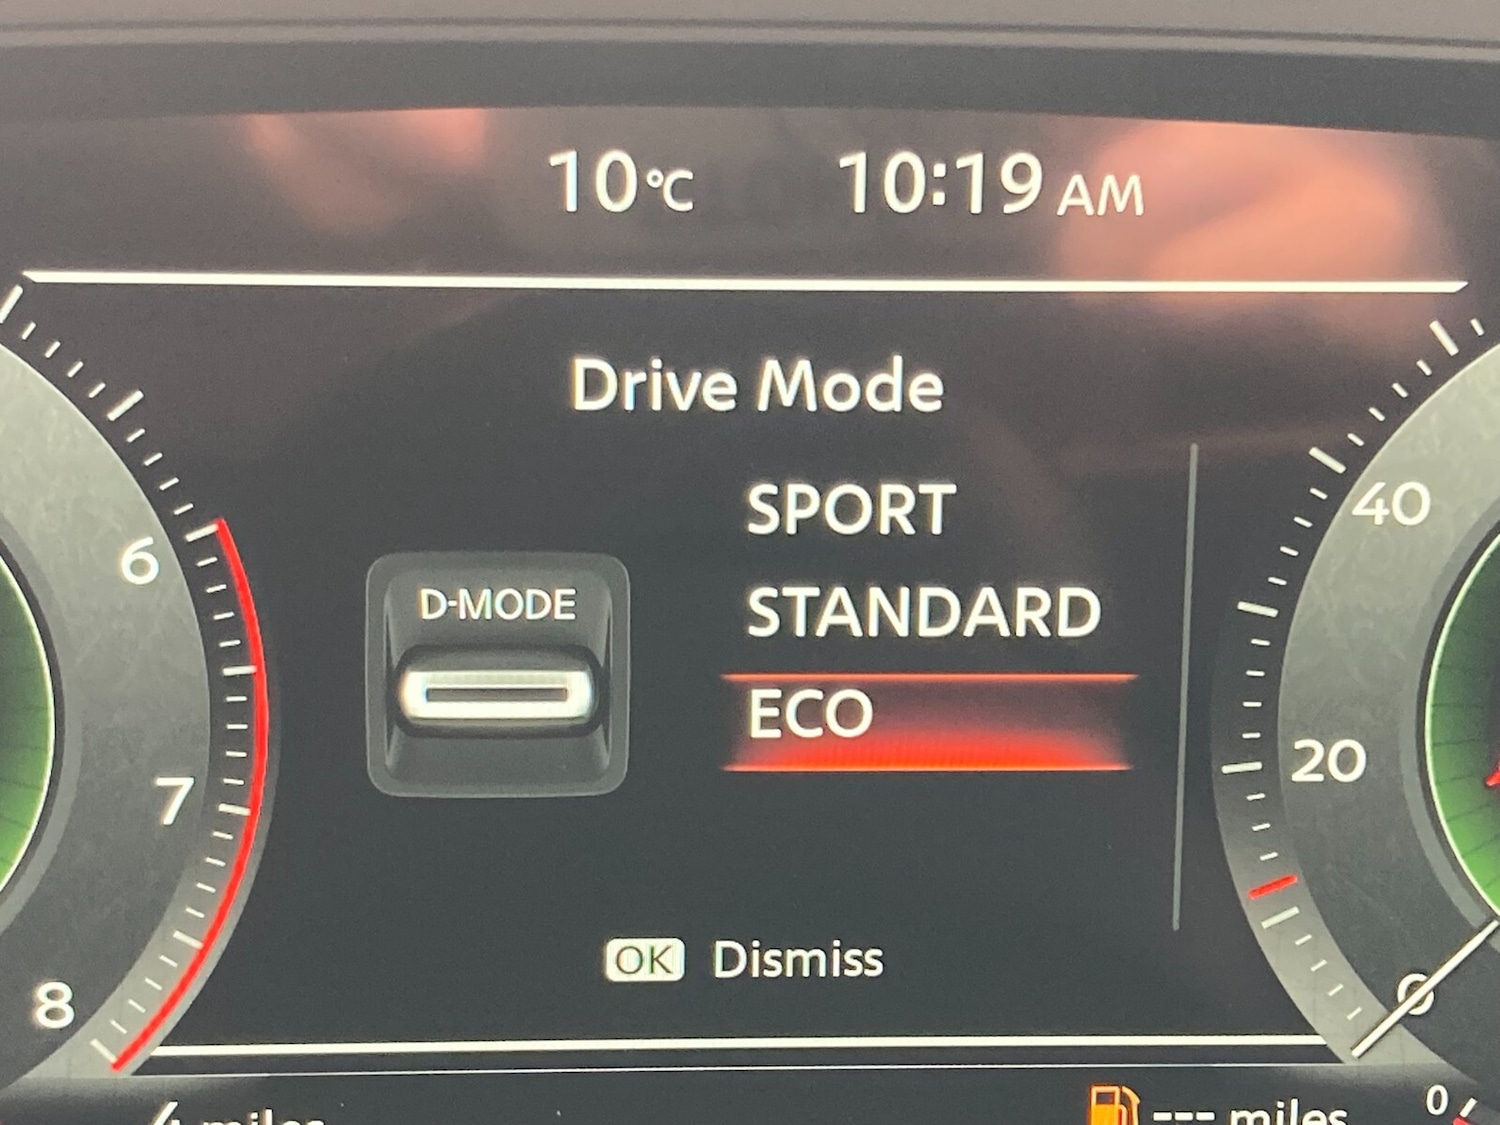 10°C 10:19 AM
Drive Mode
SPORT
D-MODE
STANDARD
ECO
OK Dismiss
6
7
8
40
20
0
4 miles
--- miles
0